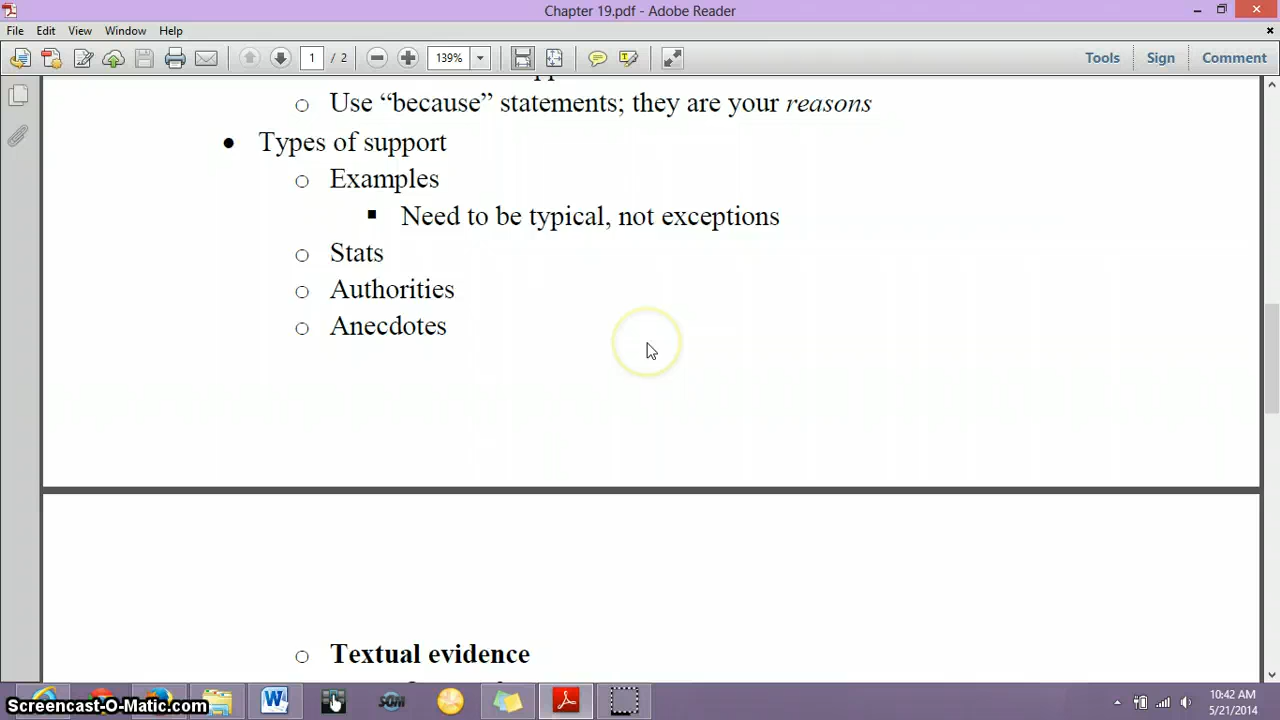 Chapter 19.pdf - Adobe Reader
File Edit View Window Help
1 / 2 139% Tools Sign Comment
Use “because” statements; they are your reasons
Types of support
Examples
Need to be typical, not exceptions
Stats
Authorities
Anecdotes
Textual evidence
10:42 AM
Screencast-O-Matic.com
5/21/2014